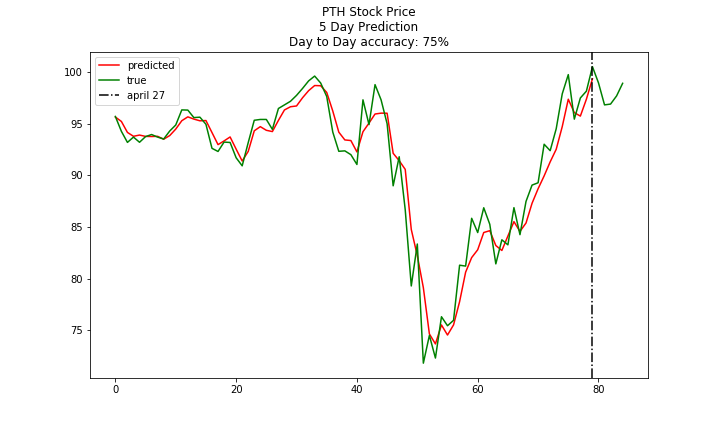 PTH Stock Price
5 Day Prediction
Day to Day accuracy: 75%
predicted
true
april 27
100
95
90
85
80
75
0
20
40
60
80